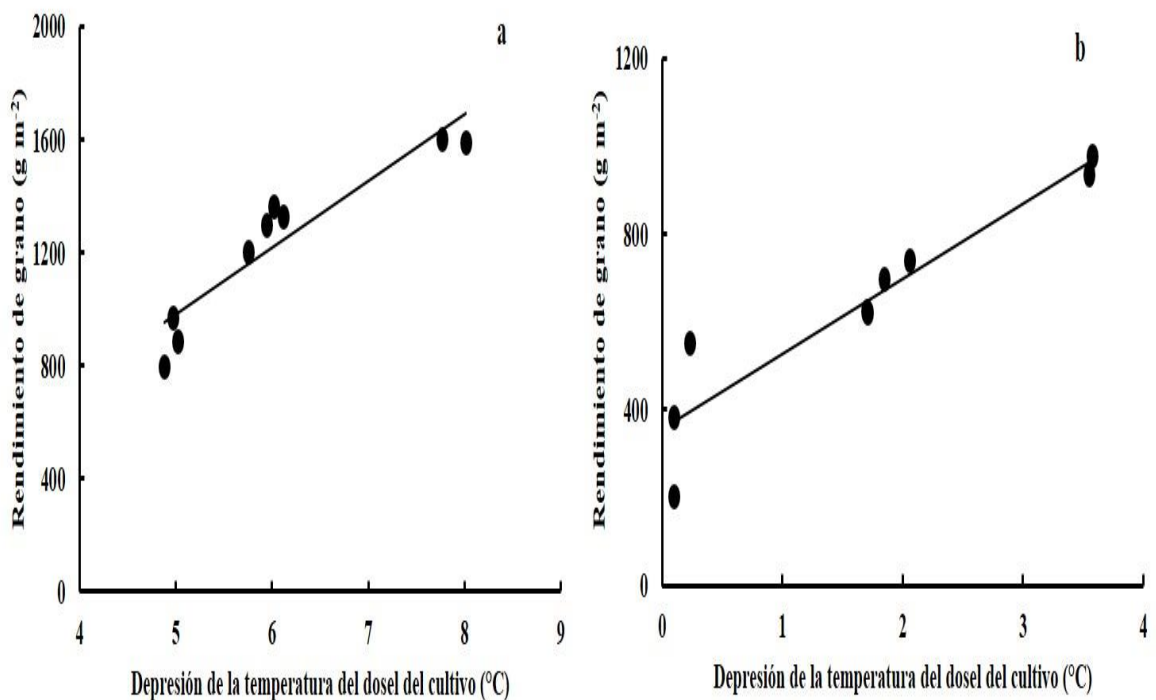 a
Rendimiento de grano (g m⁻²)
2000
1600
1200
800
400
0
4 5 6 7 8 9
Depresión de la temperatura del dosel del cultivo (°C)
b
Rendimiento de grano (g m⁻²)
1200
800
400
0
0 1 2 3 4
Depresión de la temperatura del dosel del cultivo (°C)